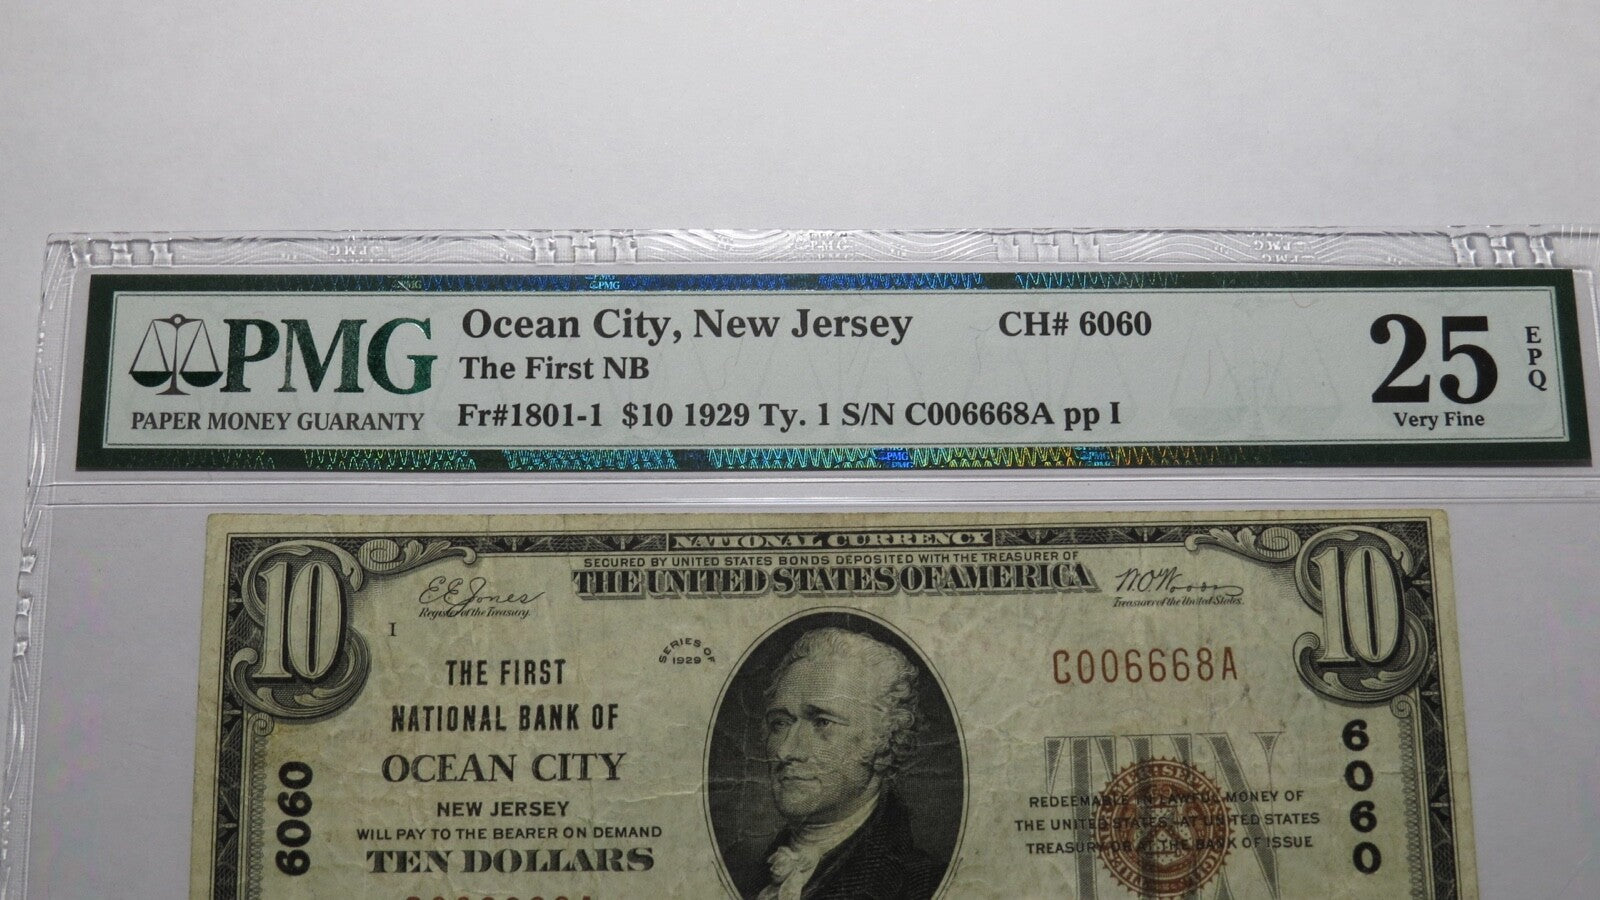 PMG
PAPER MONEY GUARANTY
Ocean City, New Jersey CH# 6060
The First NB
Fr#1801-1 $10 1929 Ty. 1 S/N C006668A pp I
25
EPQ
Very Fine
NATIONAL CURRENCY
SECURED BY UNITED STATES BONDS DEPOSITED WITH THE TREASURER OF
THE UNITED STATES OF AMERICA
10
10
E E Jones
Register of the Treasury.
W.O. Woods
Treasurer of the United States.
I
SERIES OF
1929
C006668A
THE FIRST
NATIONAL BANK OF
OCEAN CITY
NEW JERSEY
WILL PAY TO THE BEARER ON DEMAND
TEN DOLLARS
6060
6060
TEN
REDEEMABLE IN LAWFUL MONEY OF
THE UNITED STATES AT UNITED STATES
TREASURY OR AT THE BANK OF ISSUE